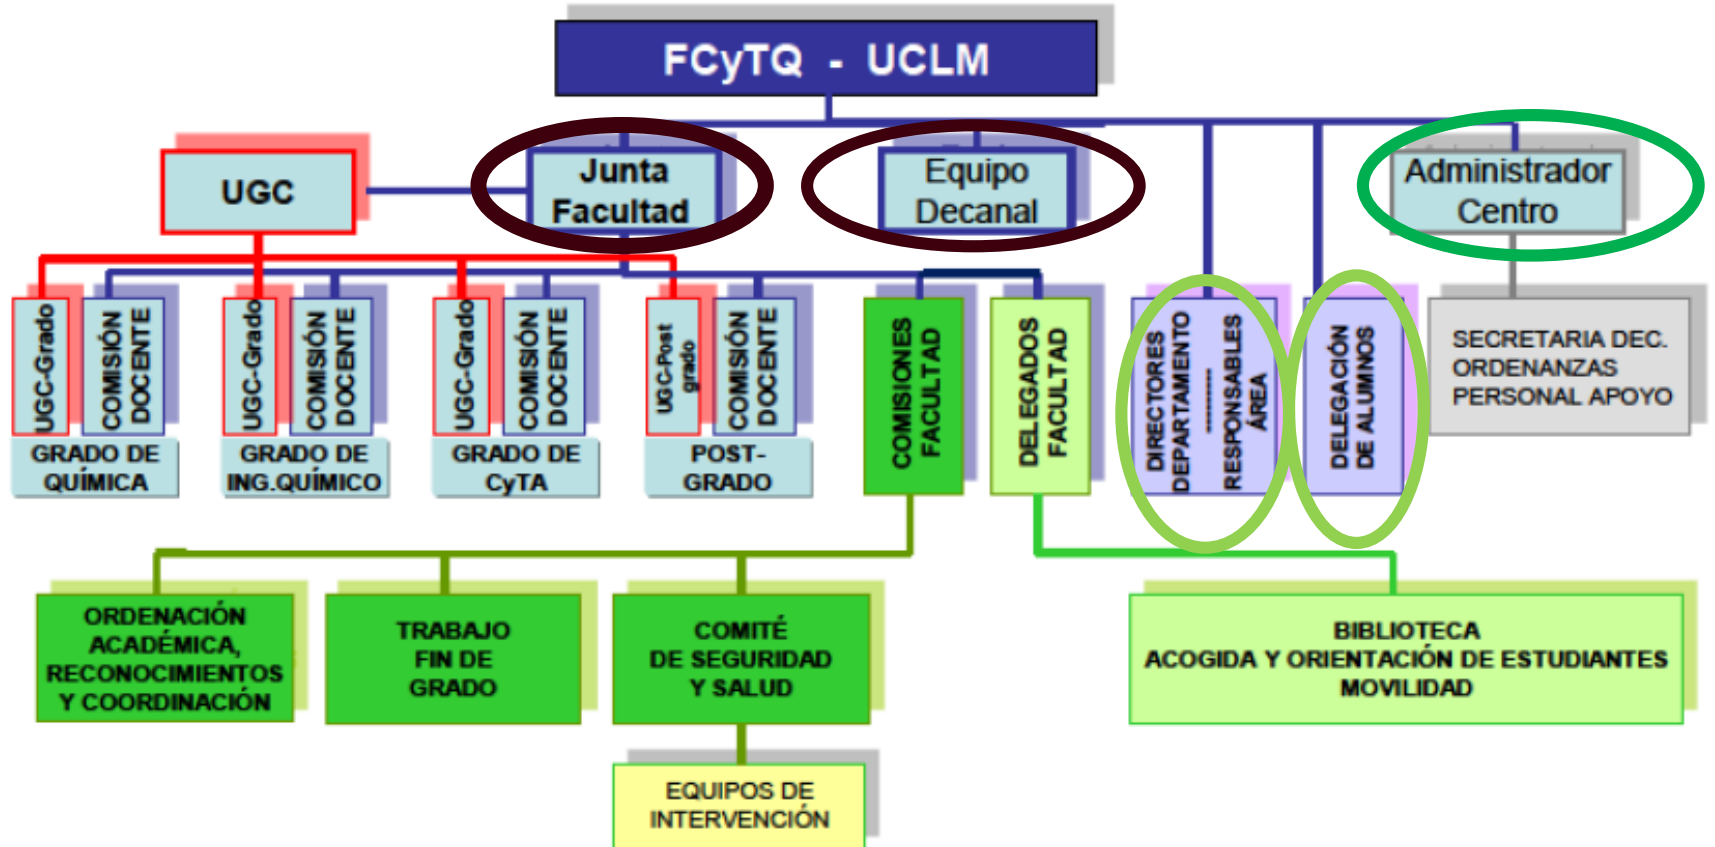 FCyTQ - UCLM
UGC
Junta
Facultad
Equipo
Decanal
Administrador
Centro
UGC-Grado
COMISIÓN
DOCENTE
GRADO DE
QUÍMICA
UGC-Grado
COMISIÓN
DOCENTE
GRADO DE
ING.QUÍMICO
UGC-Grado
COMISIÓN
DOCENTE
GRADO DE
CyTA
UGC-Post
grado
COMISIÓN
DOCENTE
POST-
GRADO
COMISIONES
FACULTAD
DELEGADOS
FACULTAD
DIRECTORES
DEPARTAMENTO
----------
RESPONSABLES
ÁREA
DELEGACIÓN
DE ALUMNOS
SECRETARIA DEC.
ORDENANZAS
PERSONAL APOYO
ORDENACIÓN
ACADÉMICA,
RECONOCIMIENTOS
Y COORDINACIÓN
TRABAJO
FIN DE
GRADO
COMITÉ
DE SEGURIDAD
Y SALUD
BIBLIOTECA
ACOGIDA Y ORIENTACIÓN DE ESTUDIANTES
MOVILIDAD
EQUIPOS DE
INTERVENCIÓN